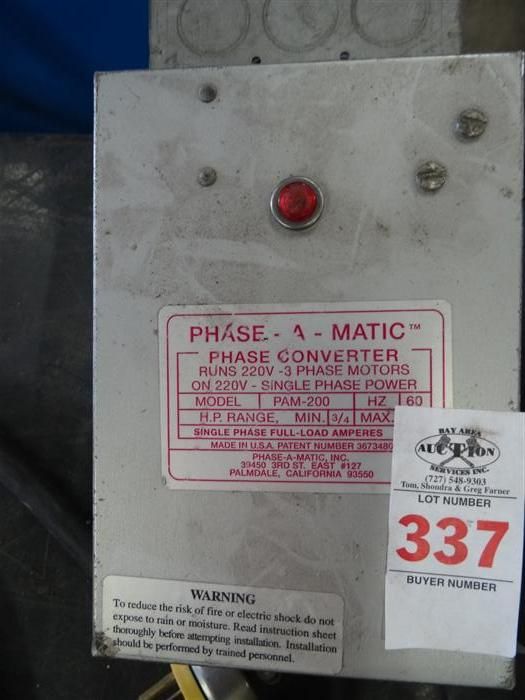 PHASE - A - MATIC™
PHASE CONVERTER
RUNS 220V -3 PHASE MOTORS
ON 220V - SINGLE PHASE POWER
MODEL PAM-200 HZ 60
H.P. RANGE, MIN. 3/4 MAX.
SINGLE PHASE FULL-LOAD AMPERES
MADE IN U.S.A. PATENT NUMBER 3673480
PHASE-A-MATIC, INC.
39450 3RD ST. EAST #127
PALMDALE, CALIFORNIA 93550
BAY AREA
AUCTION
SERVICES INC.
(727) 548-9303
Tom, Shondra & Greg Farner
LOT NUMBER
337
BUYER NUMBER
WARNING
To reduce the risk of fire or electric shock do not
expose to rain or moisture. Read instruction sheet
thoroughly before attempting installation. Installation
should be performed by trained personnel.